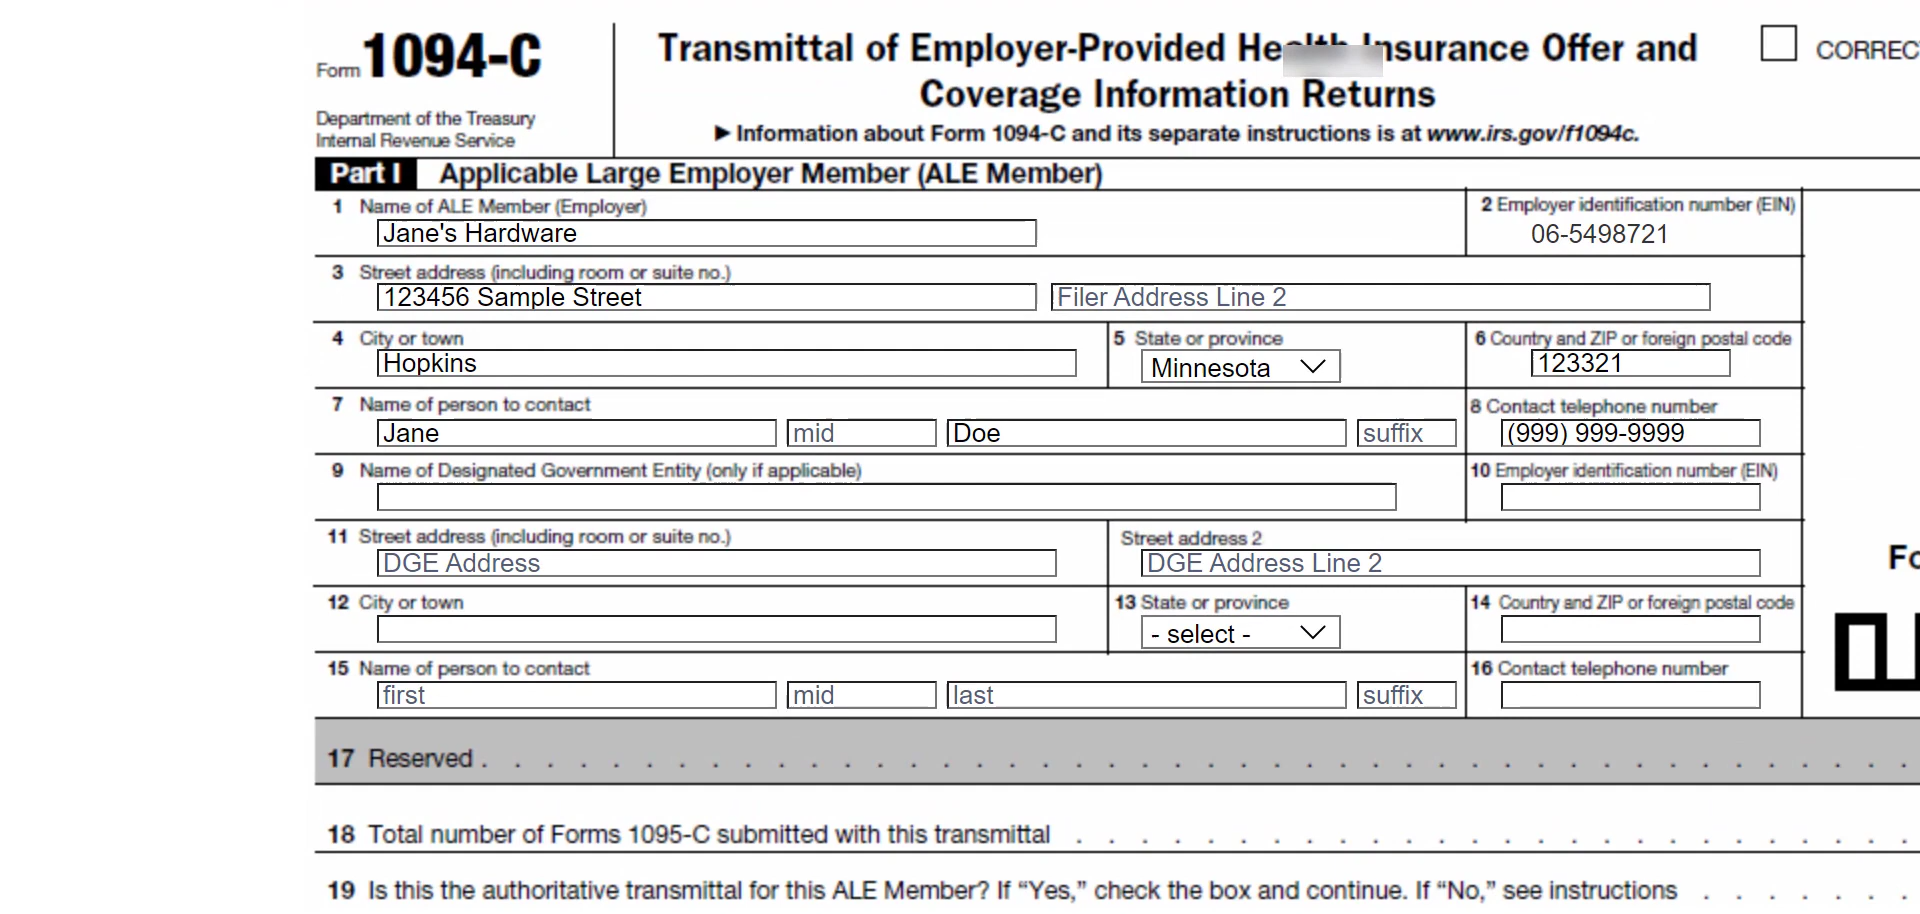 Form 1094-C
Department of the Treasury
Internal Revenue Service
Transmittal of Employer-Provided Health Insurance Offer and
Coverage Information Returns
▶ Information about Form 1094-C and its separate instructions is at www.irs.gov/f1094c.
CORREC
Part I Applicable Large Employer Member (ALE Member)
1 Name of ALE Member (Employer)
Jane's Hardware
2 Employer identification number (EIN)
06-5498721
3 Street address (including room or suite no.)
123456 Sample Street
Filer Address Line 2
4 City or town
Hopkins
5 State or province
Minnesota
6 Country and ZIP or foreign postal code
123321
7 Name of person to contact
Jane mid Doe suffix
8 Contact telephone number
(999) 999-9999
9 Name of Designated Government Entity (only if applicable)
10 Employer identification number (EIN)
11 Street address (including room or suite no.)
DGE Address
Street address 2
DGE Address Line 2
Fo
12 City or town
13 State or province
- select -
14 Country and ZIP or foreign postal code
15 Name of person to contact
first mid last suffix
16 Contact telephone number
17 Reserved . . . . . . . . . . . . . . . . . . . . . . . . . . . . . . . . . . . . . . . . . . . .
18 Total number of Forms 1095-C submitted with this transmittal . . . . . . . . . . . . . . . . . . . . . . . . . .
19 Is this the authoritative transmittal for this ALE Member? If “Yes,” check the box and continue. If “No,” see instructions . . . . . . .